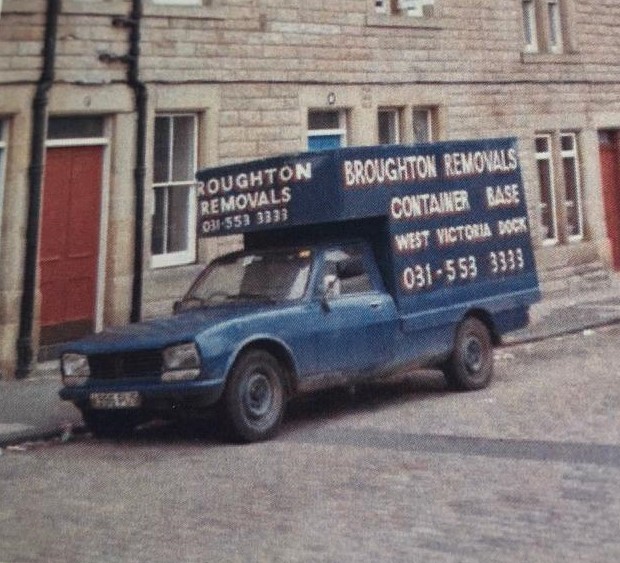 ROUGHTON
REMOVALS
031-553 3333
BROUGHTON REMOVALS
CONTAINER BASE
WEST VICTORIA DOCK
031-553 3333